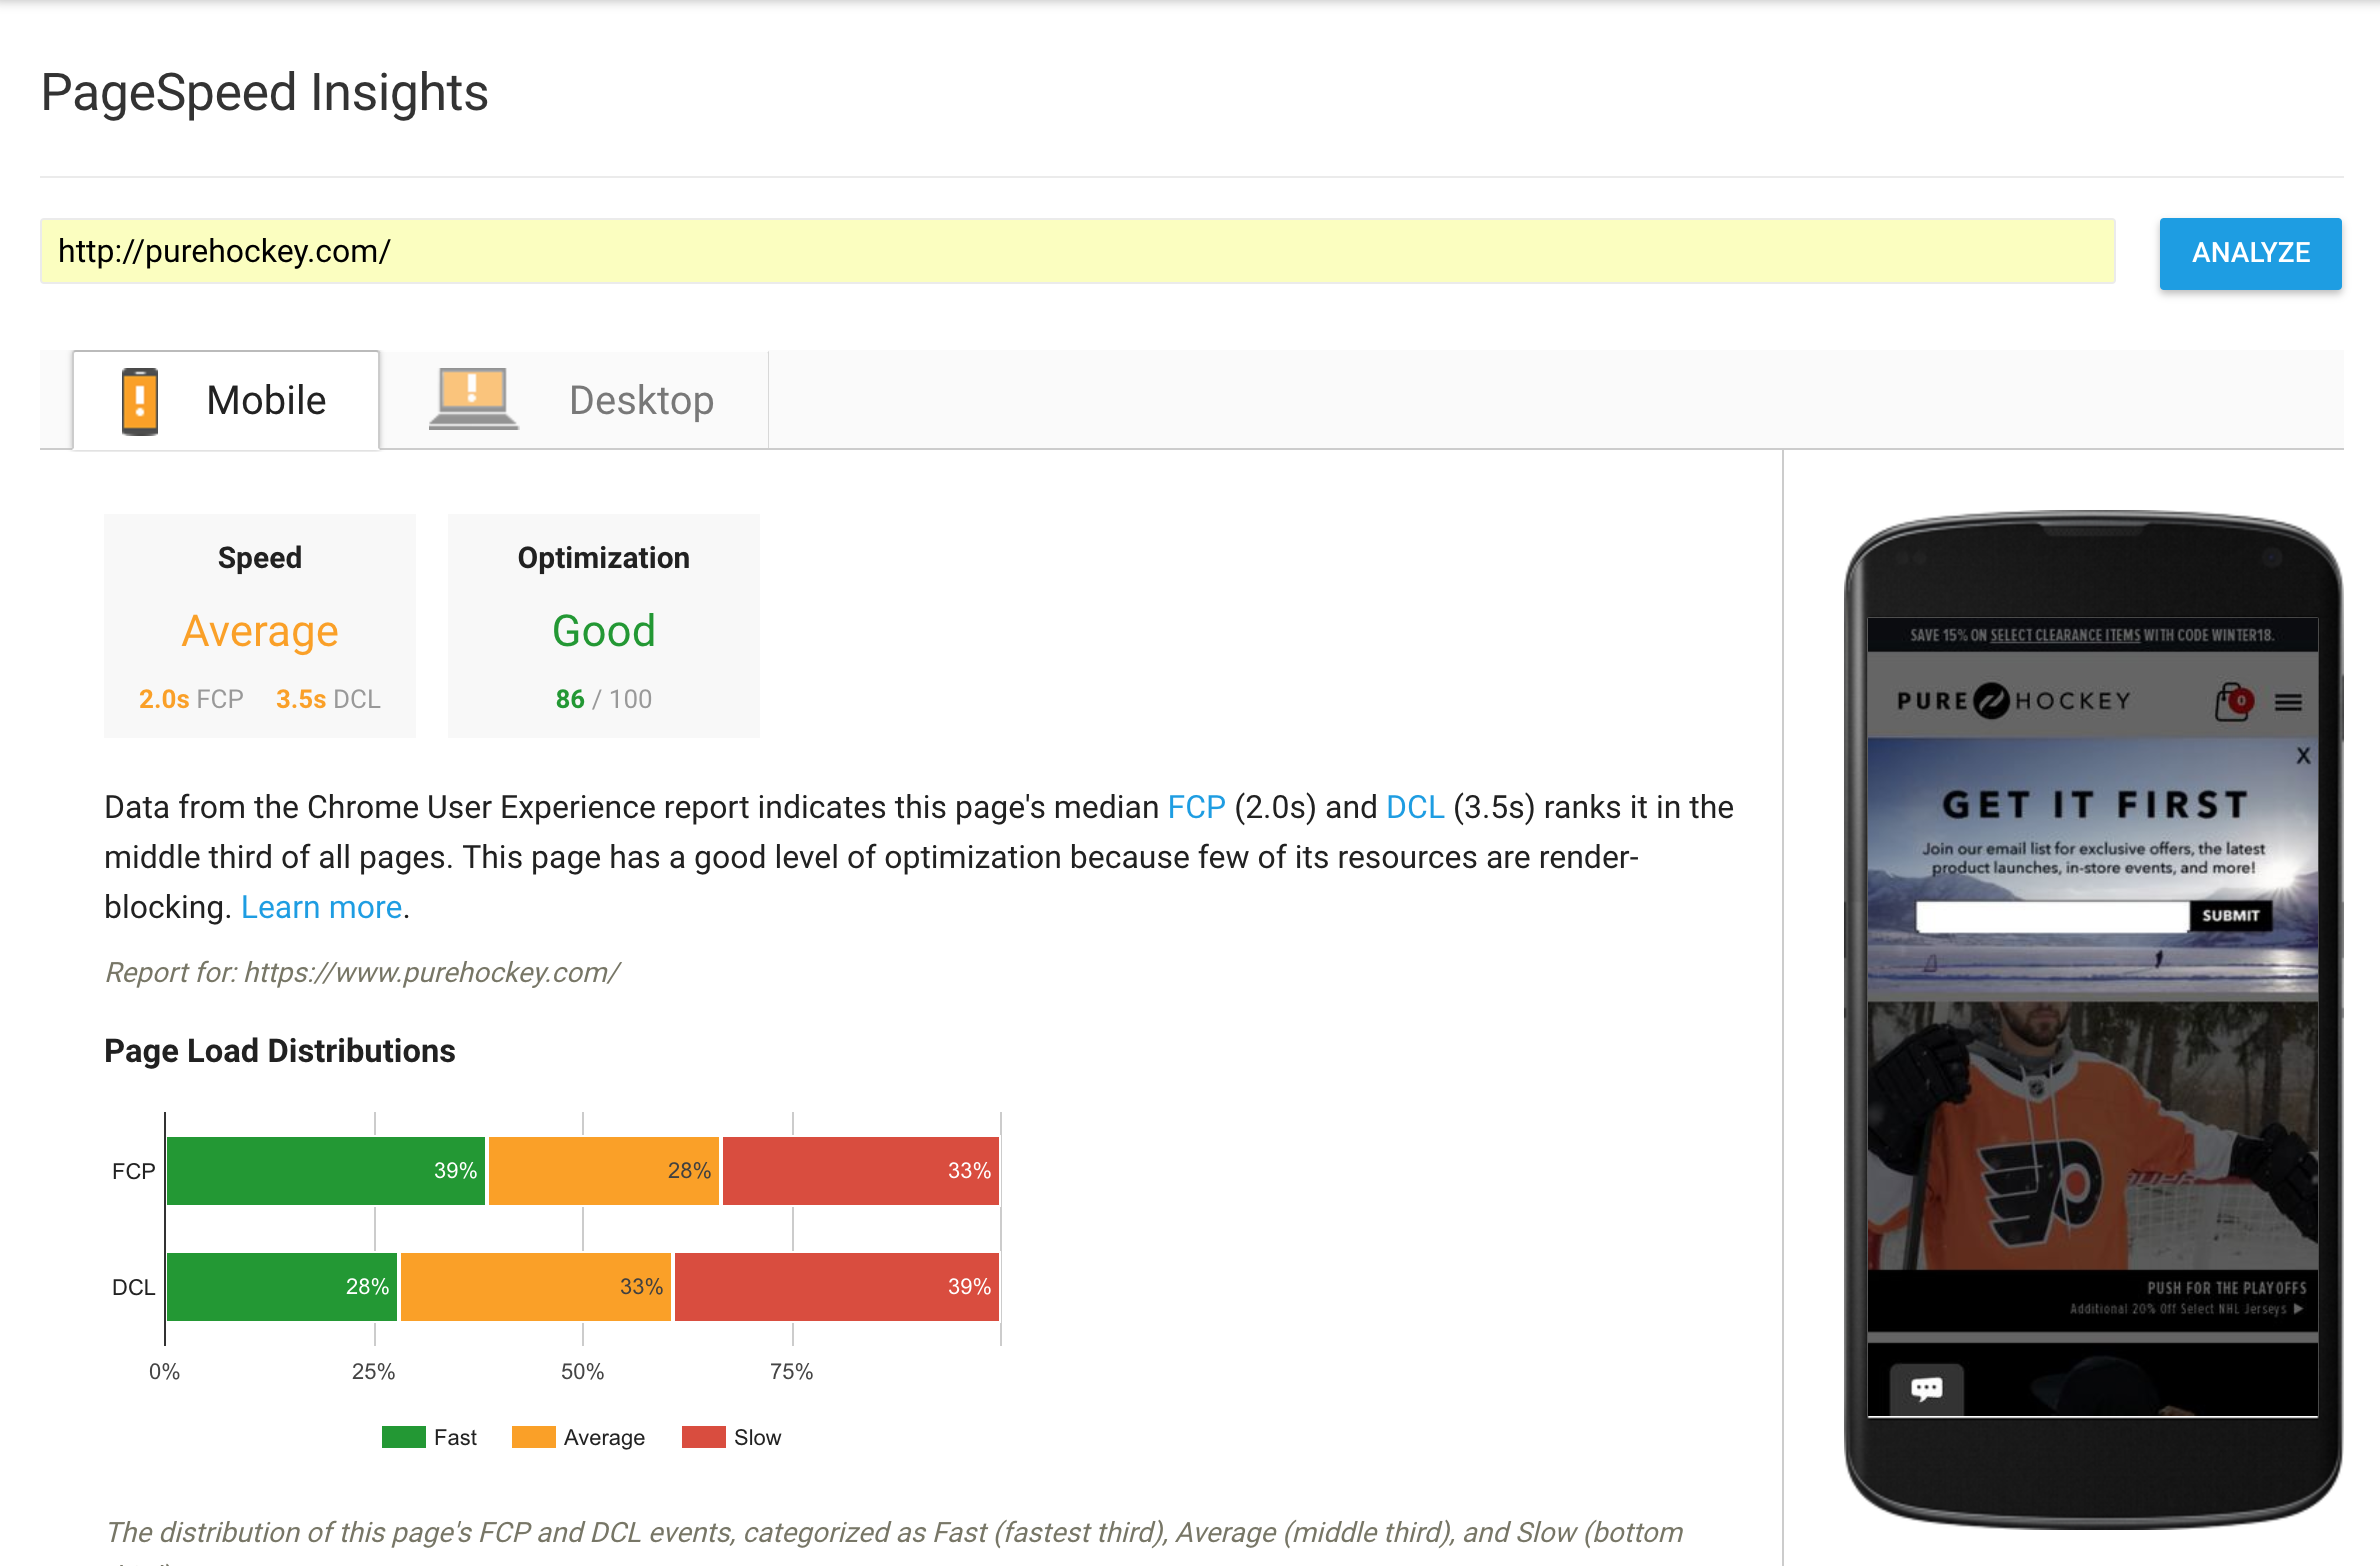 PageSpeed Insights
http://purehockey.com/
ANALYZE
Mobile
Desktop
Speed
Average
2.0s FCP 3.5s DCL
Optimization
Good
86 / 100
Data from the Chrome User Experience report indicates this page's median FCP (2.0s) and DCL (3.5s) ranks it in the
middle third of all pages. This page has a good level of optimization because few of its resources are render-
blocking. Learn more.
Report for: https://www.purehockey.com/
Page Load Distributions
FCP 39% 28% 33%
DCL 28% 33% 39%
0% 25% 50% 75%
Fast Average Slow
The distribution of this page's FCP and DCL events, categorized as Fast (fastest third), Average (middle third), and Slow (bottom
SAVE 15% ON SELECT CLEARANCE ITEMS WITH CODE WINTER18.
PURE HOCKEY
0
X
GET IT FIRST
Join our email list for exclusive offers, the latest
product launches, in-store events, and more!
SUBMIT
PUSH FOR THE PLAYOFFS
Additional 20% Off Select NHL Jerseys ▶